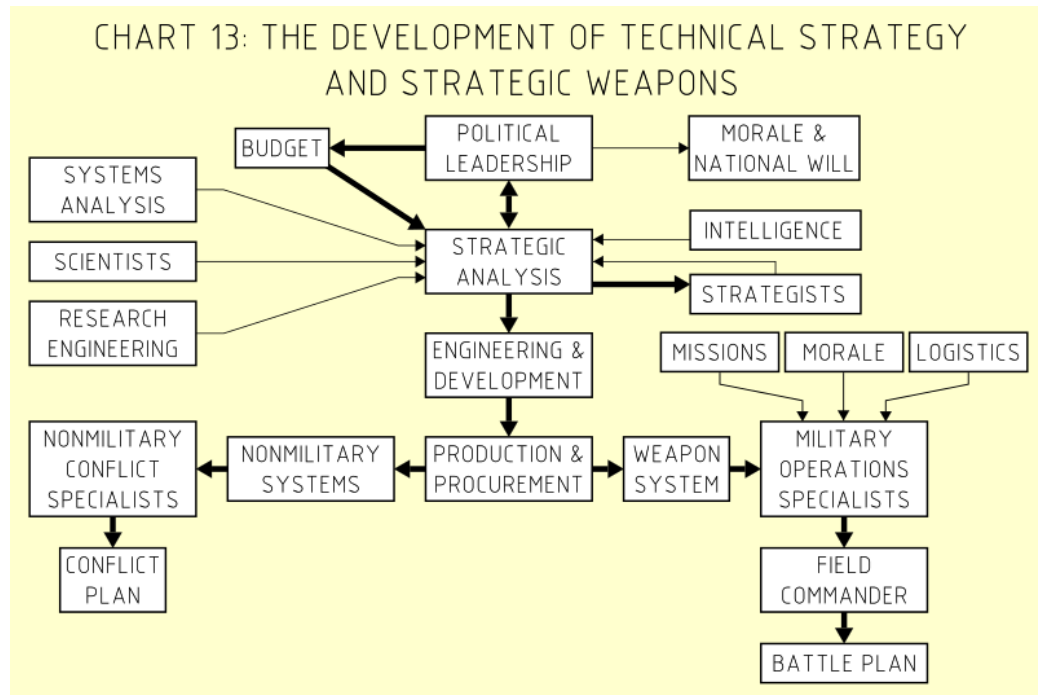 CHART 13: THE DEVELOPMENT OF TECHNICAL STRATEGY
AND STRATEGIC WEAPONS
BUDGET
POLITICAL
LEADERSHIP
MORALE &
NATIONAL WILL
SYSTEMS
ANALYSIS
SCIENTISTS
RESEARCH
ENGINEERING
STRATEGIC
ANALYSIS
INTELLIGENCE
STRATEGISTS
ENGINEERING &
DEVELOPMENT
MISSIONS
MORALE
LOGISTICS
NONMILITARY
CONFLICT
SPECIALISTS
NONMILITARY
SYSTEMS
PRODUCTION &
PROCUREMENT
WEAPON
SYSTEM
MILITARY
OPERATIONS
SPECIALISTS
CONFLICT
PLAN
FIELD
COMMANDER
BATTLE PLAN